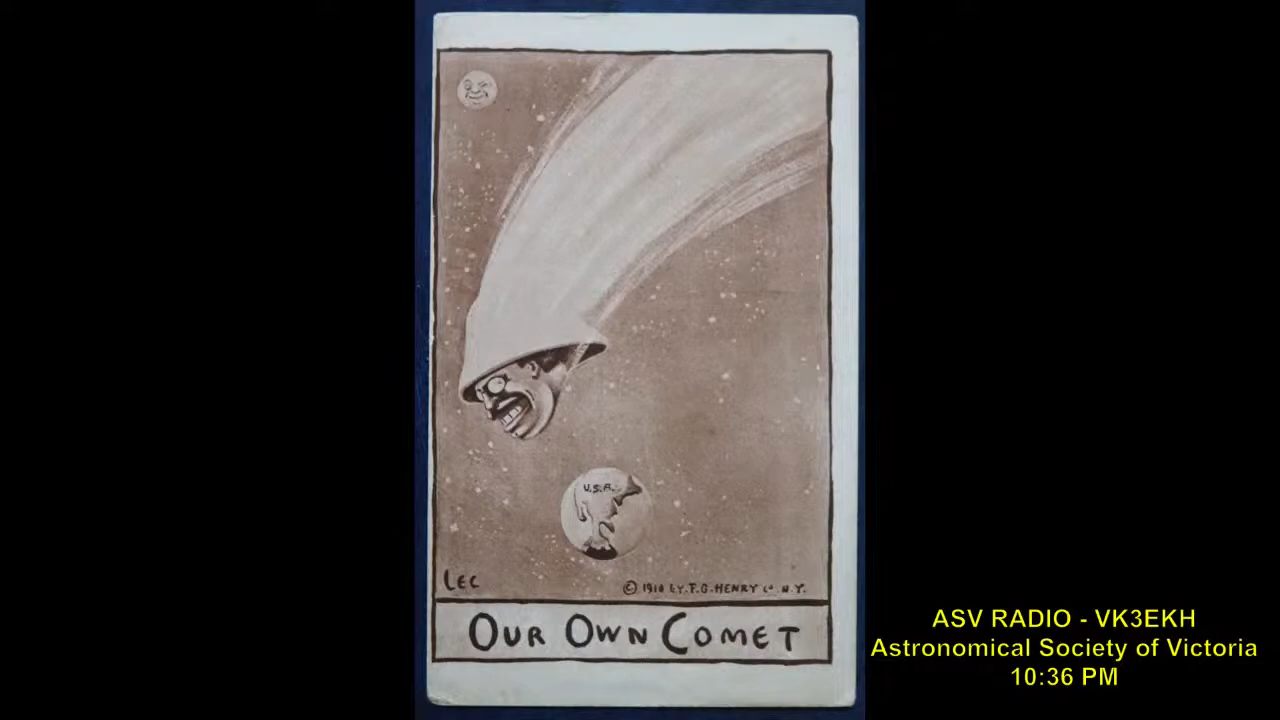 U.S.A.
LEC
© 1910 by. F. G. HENRY Co. N.Y.
OUR OWN COMET
ASV RADIO - VK3EKH
Astronomical Society of Victoria
10:36 PM